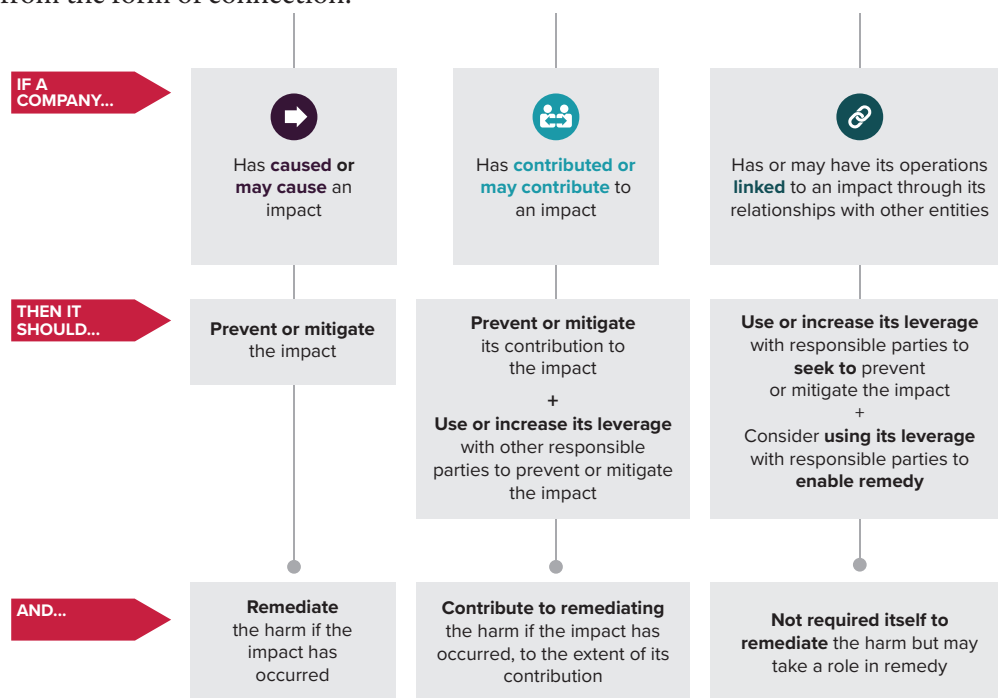 from the form of connection.
IF A
COMPANY...
Has caused or
may cause an
impact
Has contributed or
may contribute to
an impact
Has or may have its operations
linked to an impact through its
relationships with other entities
THEN IT
SHOULD...
Prevent or mitigate
the impact
Prevent or mitigate
its contribution to
the impact
+
Use or increase its leverage
with other responsible
parties to prevent or mitigate
the impact
Use or increase its leverage
with responsible parties to
seek to prevent
or mitigate the impact
+
Consider using its leverage
with responsible parties to
enable remedy
AND...
Remediate
the harm if the
impact has
occurred
Contribute to remediating
the harm if the impact has
occurred, to the extent of its
contribution
Not required itself to
remediate the harm but may
take a role in remedy